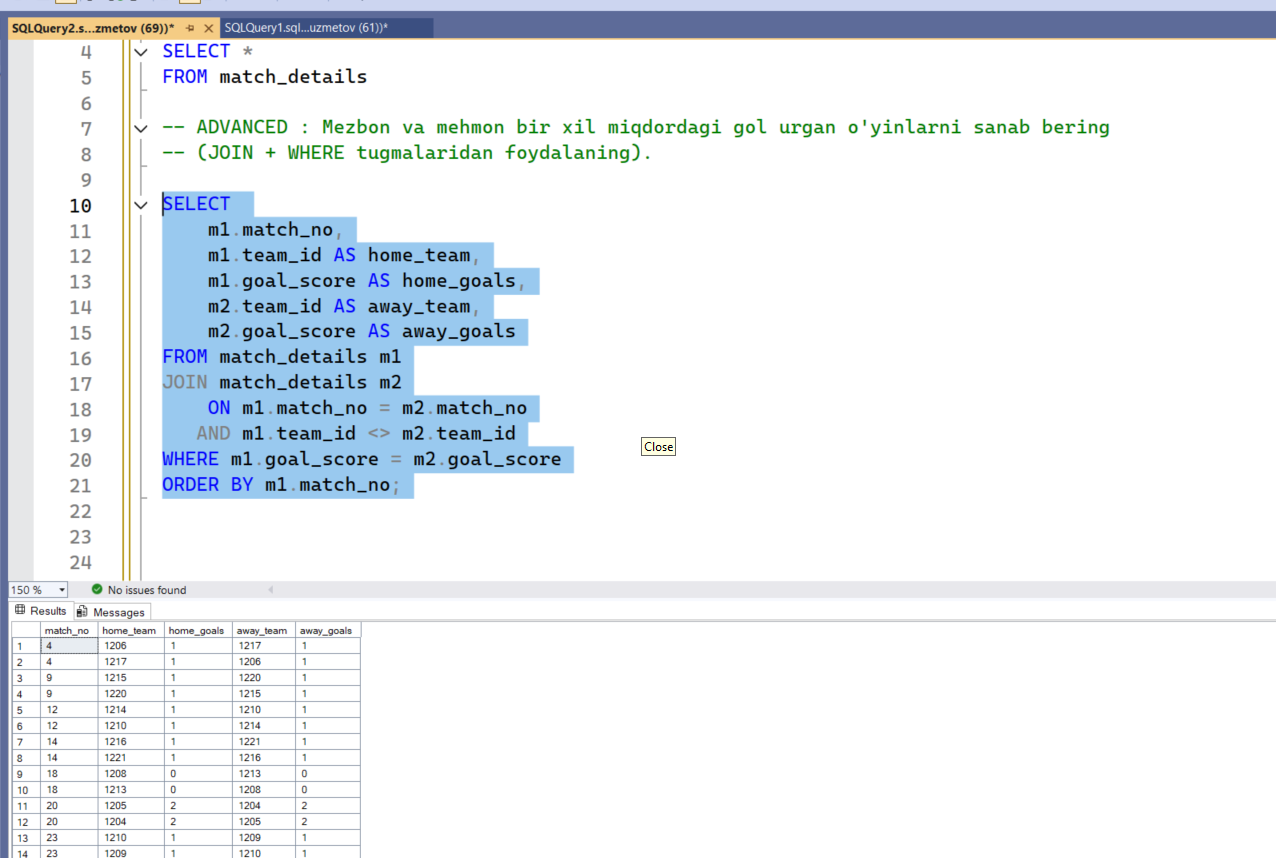 SQLQuery2.s...zmetov (69))*
SQLQuery1.sql...uzmetov (61))*
4 SELECT *
5 FROM match_details
6
7 -- ADVANCED : Mezbon va mehmon bir xil miqdordagi gol urgan o'yinlarni sanab bering
8 -- (JOIN + WHERE tugmalaridan foydalaning).
9
10 SELECT
11 m1.match_no,
12 m1.team_id AS home_team,
13 m1.goal_score AS home_goals,
14 m2.team_id AS away_team,
15 m2.goal_score AS away_goals
16 FROM match_details m1
17 JOIN match_details m2
18 ON m1.match_no = m2.match_no
19 AND m1.team_id <> m2.team_id
Close
20 WHERE m1.goal_score = m2.goal_score
21 ORDER BY m1.match_no;
22
23
24
150 % No issues found
Results Messages
match_no home_team home_goals away_team away_goals
1 4 1206 1 1217 1
2 4 1217 1 1206 1
3 9 1215 1 1220 1
4 9 1220 1 1215 1
5 12 1214 1 1210 1
6 12 1210 1 1214 1
7 14 1216 1 1221 1
8 14 1221 1 1216 1
9 18 1208 0 1213 0
10 18 1213 0 1208 0
11 20 1205 2 1204 2
12 20 1204 2 1205 2
13 23 1210 1 1209 1
14 23 1209 1 1210 1